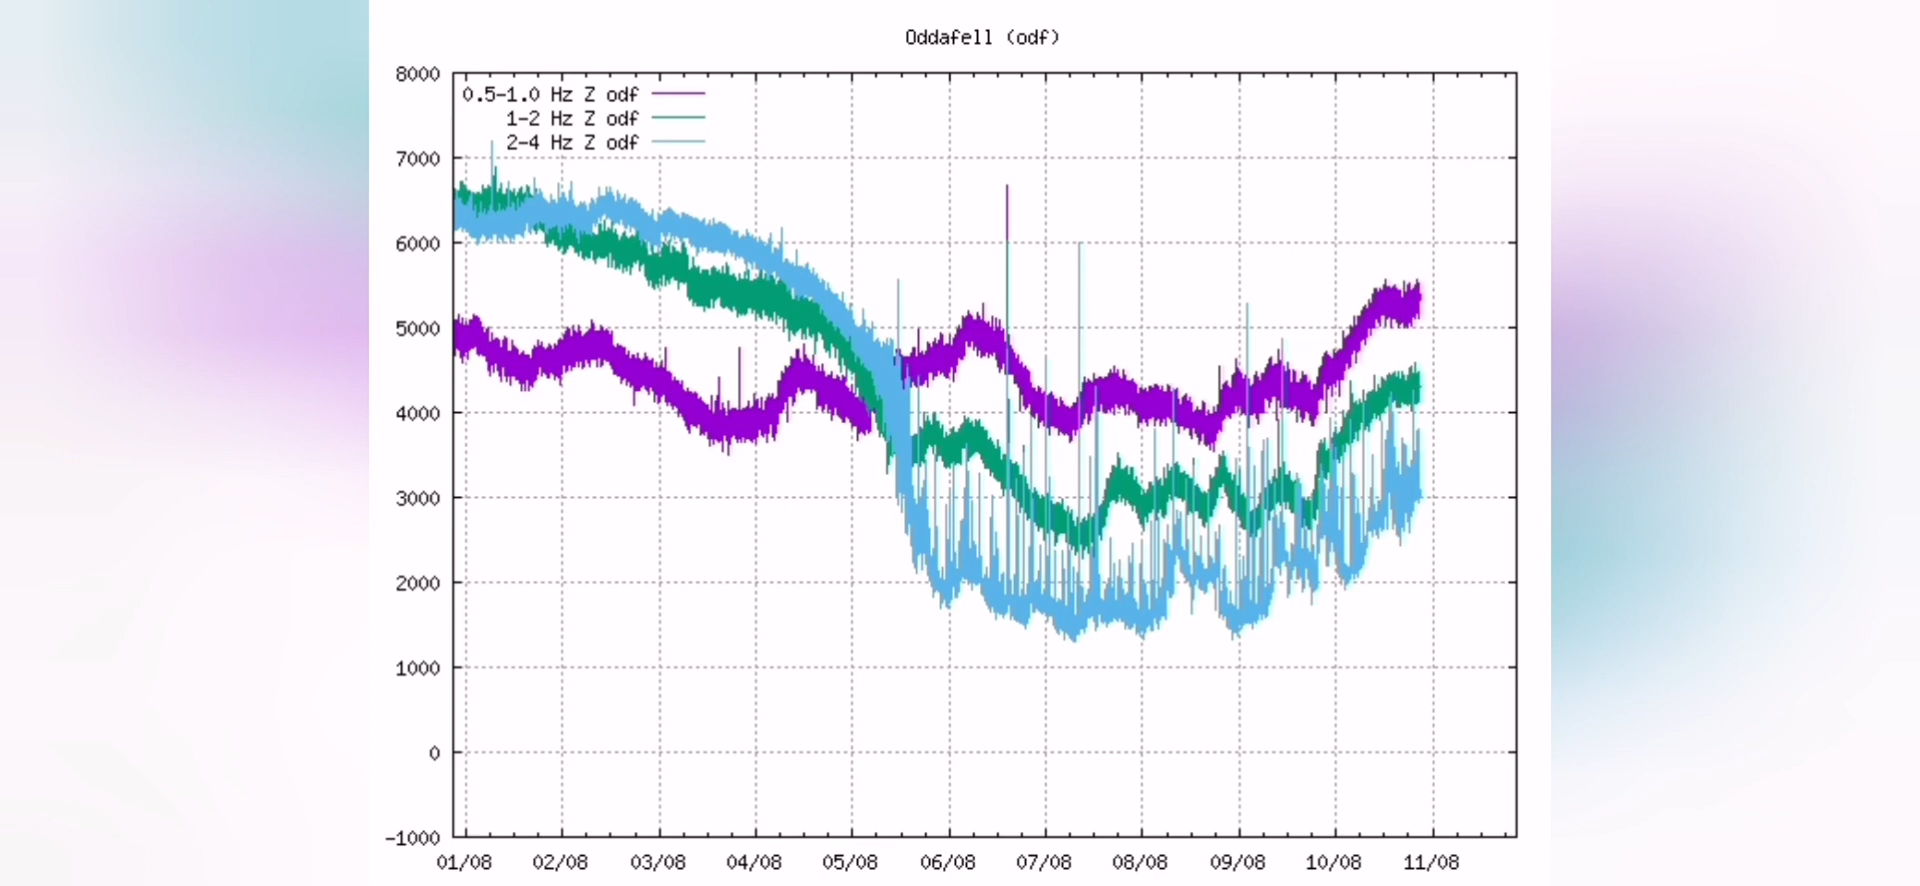 Oddafell (odf)
8000
0.5-1.0 Hz Z odf
1-2 Hz Z odf
2-4 Hz Z odf
7000
6000
5000
4000
3000
2000
1000
0
-1000
01/08 02/08 03/08 04/08 05/08 06/08 07/08 08/08 09/08 10/08 11/08